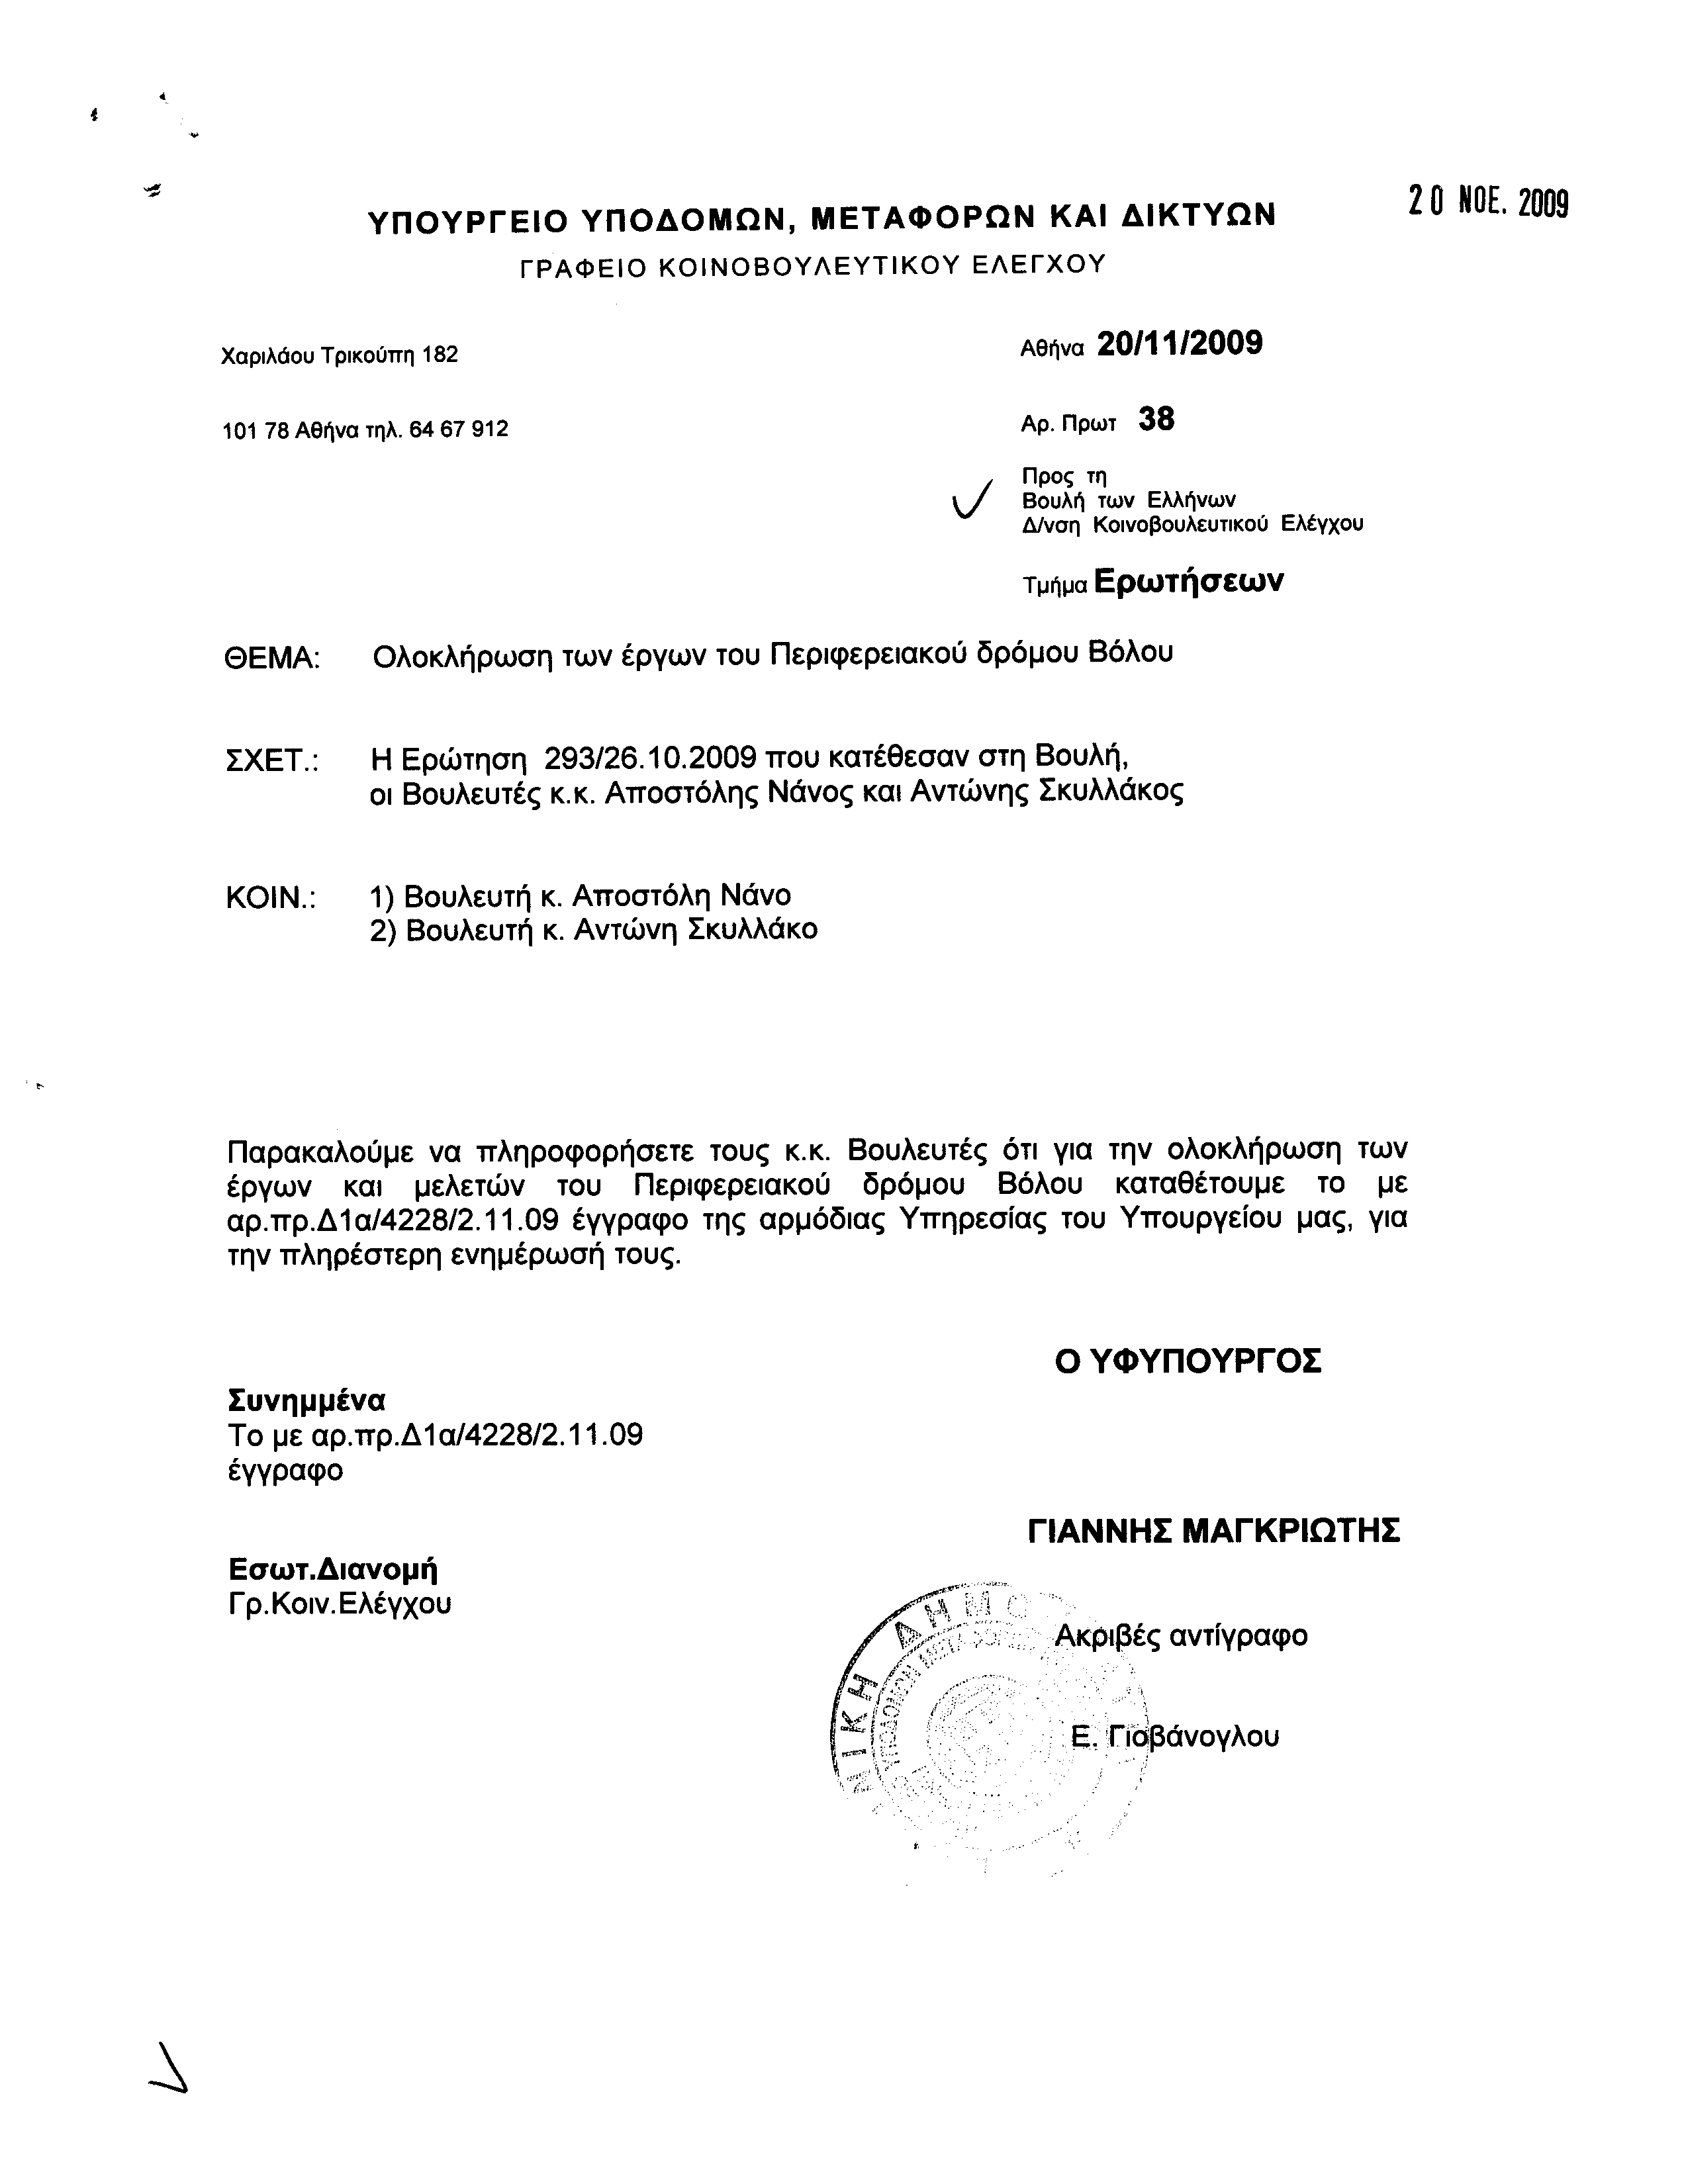 20 ΝΟΕ. 2009
ΥΠΟΥΡΓΕΙΟ ΥΠΟΔΟΜΩΝ, ΜΕΤΑΦΟΡΩΝ ΚΑΙ ΔΙΚΤΥΩΝ
ΓΡΑΦΕΙΟ ΚΟΙΝΟΒΟΥΛΕΥΤΙΚΟΥ ΕΛΕΓΧΟΥ
Χαριλάου Τρικούπη 182
Αθήνα 20/11/2009
101 78 Αθήνα τηλ. 64 67 912
Αρ. Πρωτ 38
Προς τη
Βουλή των Ελλήνων
Δ/νση Κοινοβουλευτικού Ελέγχου
Τμήμα Ερωτήσεων
ΘΕΜΑ: Ολοκλήρωση των έργων του Περιφερειακού δρόμου Βόλου
ΣΧΕΤ.: Η Ερώτηση 293/26.10.2009 που κατέθεσαν στη Βουλή,
οι Βουλευτές κ.κ. Αποστόλης Νάνος και Αντώνης Σκυλλάκος
ΚΟΙΝ.: 1) Βουλευτή κ. Αποστόλη Νάνο
2) Βουλευτή κ. Αντώνη Σκυλλάκο
Παρακαλούμε να πληροφορήσετε τους κ.κ. Βουλευτές ότι για την ολοκλήρωση των
έργων και μελετών του Περιφερειακού δρόμου Βόλου καταθέτουμε το με
αρ.πρ.Δ1α/4228/2.11.09 έγγραφο της αρμόδιας Υπηρεσίας του Υπουργείου μας, για
την πληρέστερη ενημέρωσή τους.
Ο ΥΦΥΠΟΥΡΓΟΣ
Συνημμένα
Το με αρ.πρ.Δ1α/4228/2.11.09
έγγραφο
ΓΙΑΝΝΗΣ ΜΑΓΚΡΙΩΤΗΣ
Εσωτ.Διανομή
Γρ.Κοιν.Ελέγχου
Ακριβές αντίγραφο
Ε. Γιοβάνογλου